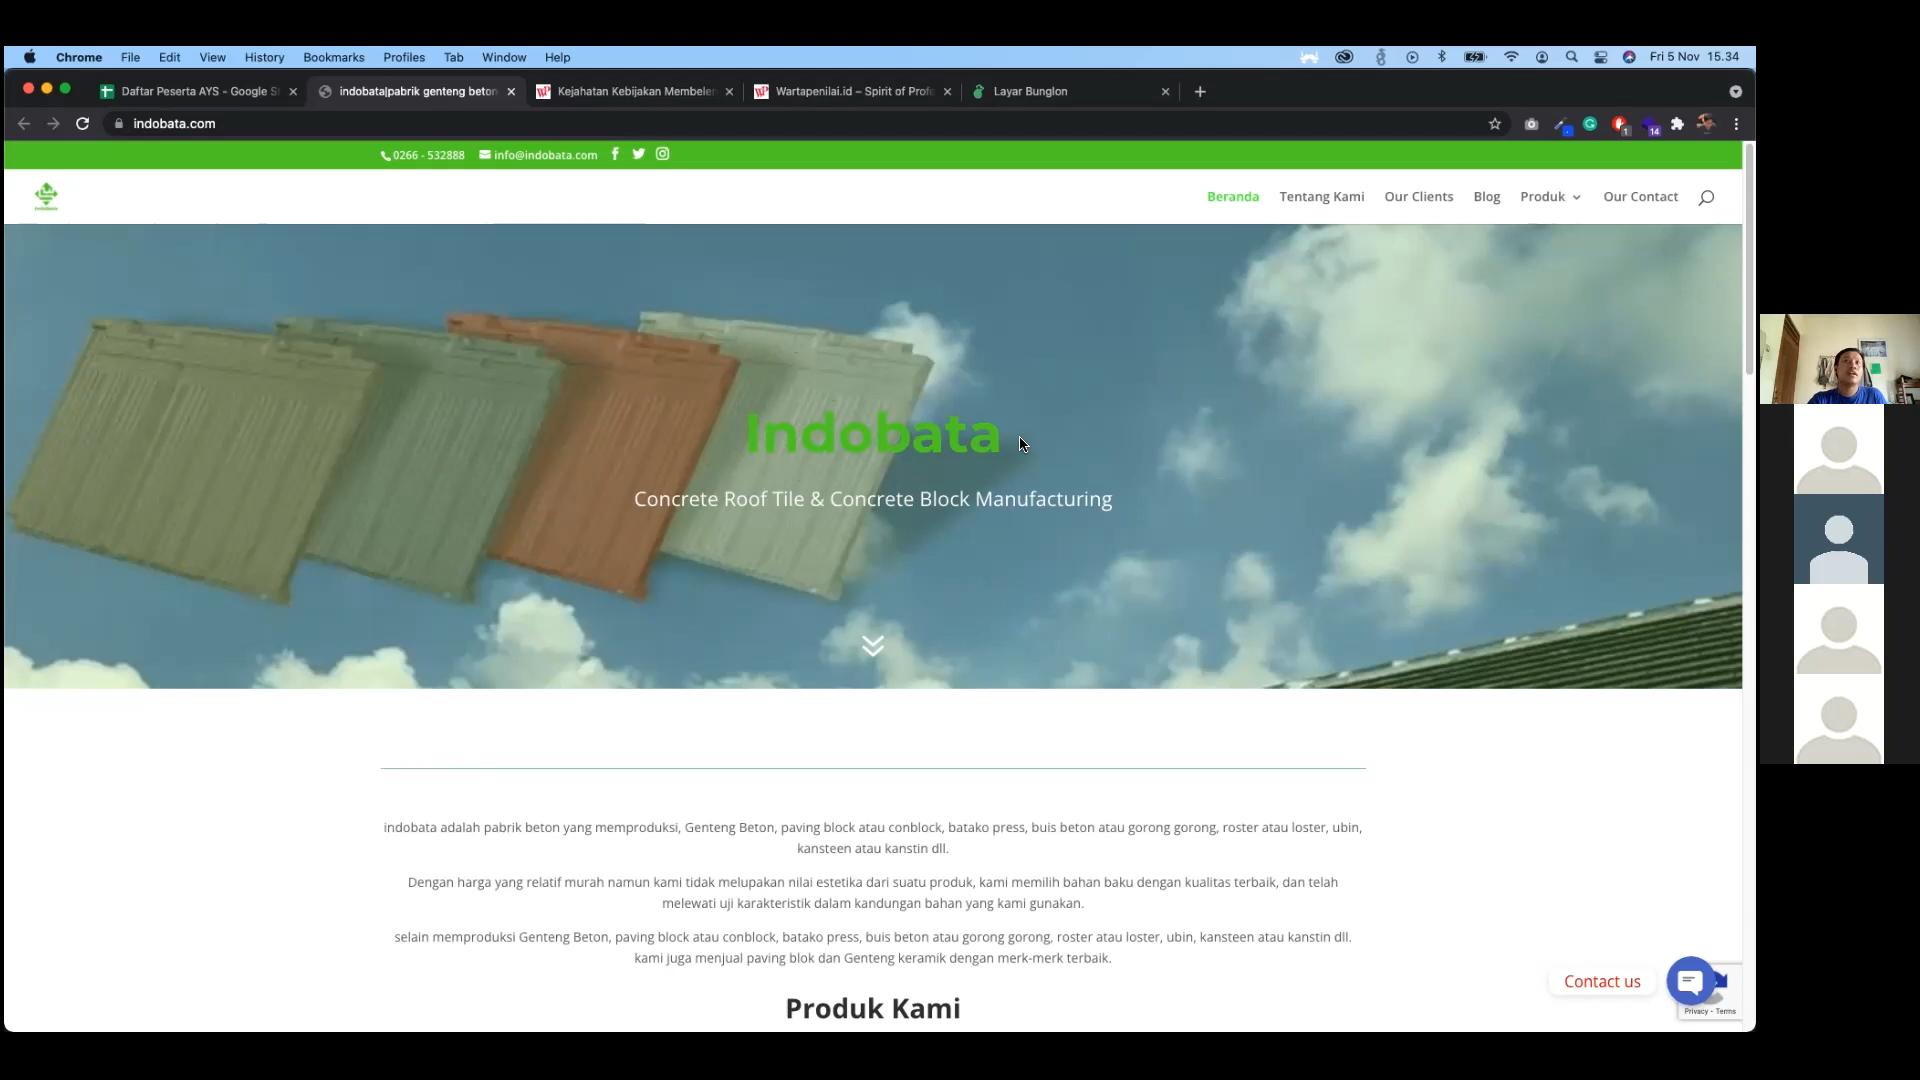 Chrome File Edit View History Bookmarks Profiles Tab Window Help Fri 5 Nov 15.34
Daftar Peserta AYS - Google S
indobata|pabrik genteng beton
Kejahatan Kebijakan Membele
Wartapenilai.id – Spirit of Prof
Layar Bunglon
indobata.com
1
14
0266 - 532888 info@indobata.com
Beranda Tentang Kami Our Clients Blog Produk Our Contact
Indobata
Concrete Roof Tile & Concrete Block Manufacturing
indobata adalah pabrik beton yang memproduksi, Genteng Beton, paving block atau conblock, batako press, buis beton atau gorong gorong, roster atau loster, ubin,
kansteen atau kanstin dll.
Dengan harga yang relatif murah namun kami tidak melupakan nilai estetika dari suatu produk, kami memilih bahan baku dengan kualitas terbaik, dan telah
melewati uji karakteristik dalam kandungan bahan yang kami gunakan.
selain memproduksi Genteng Beton, paving block atau conblock, batako press, buis beton atau gorong gorong, roster atau loster, ubin, kansteen atau kanstin dll.
kami juga menjual paving blok dan Genteng keramik dengan merk-merk terbaik.
Produk Kami
Contact us
Privacy - Terms